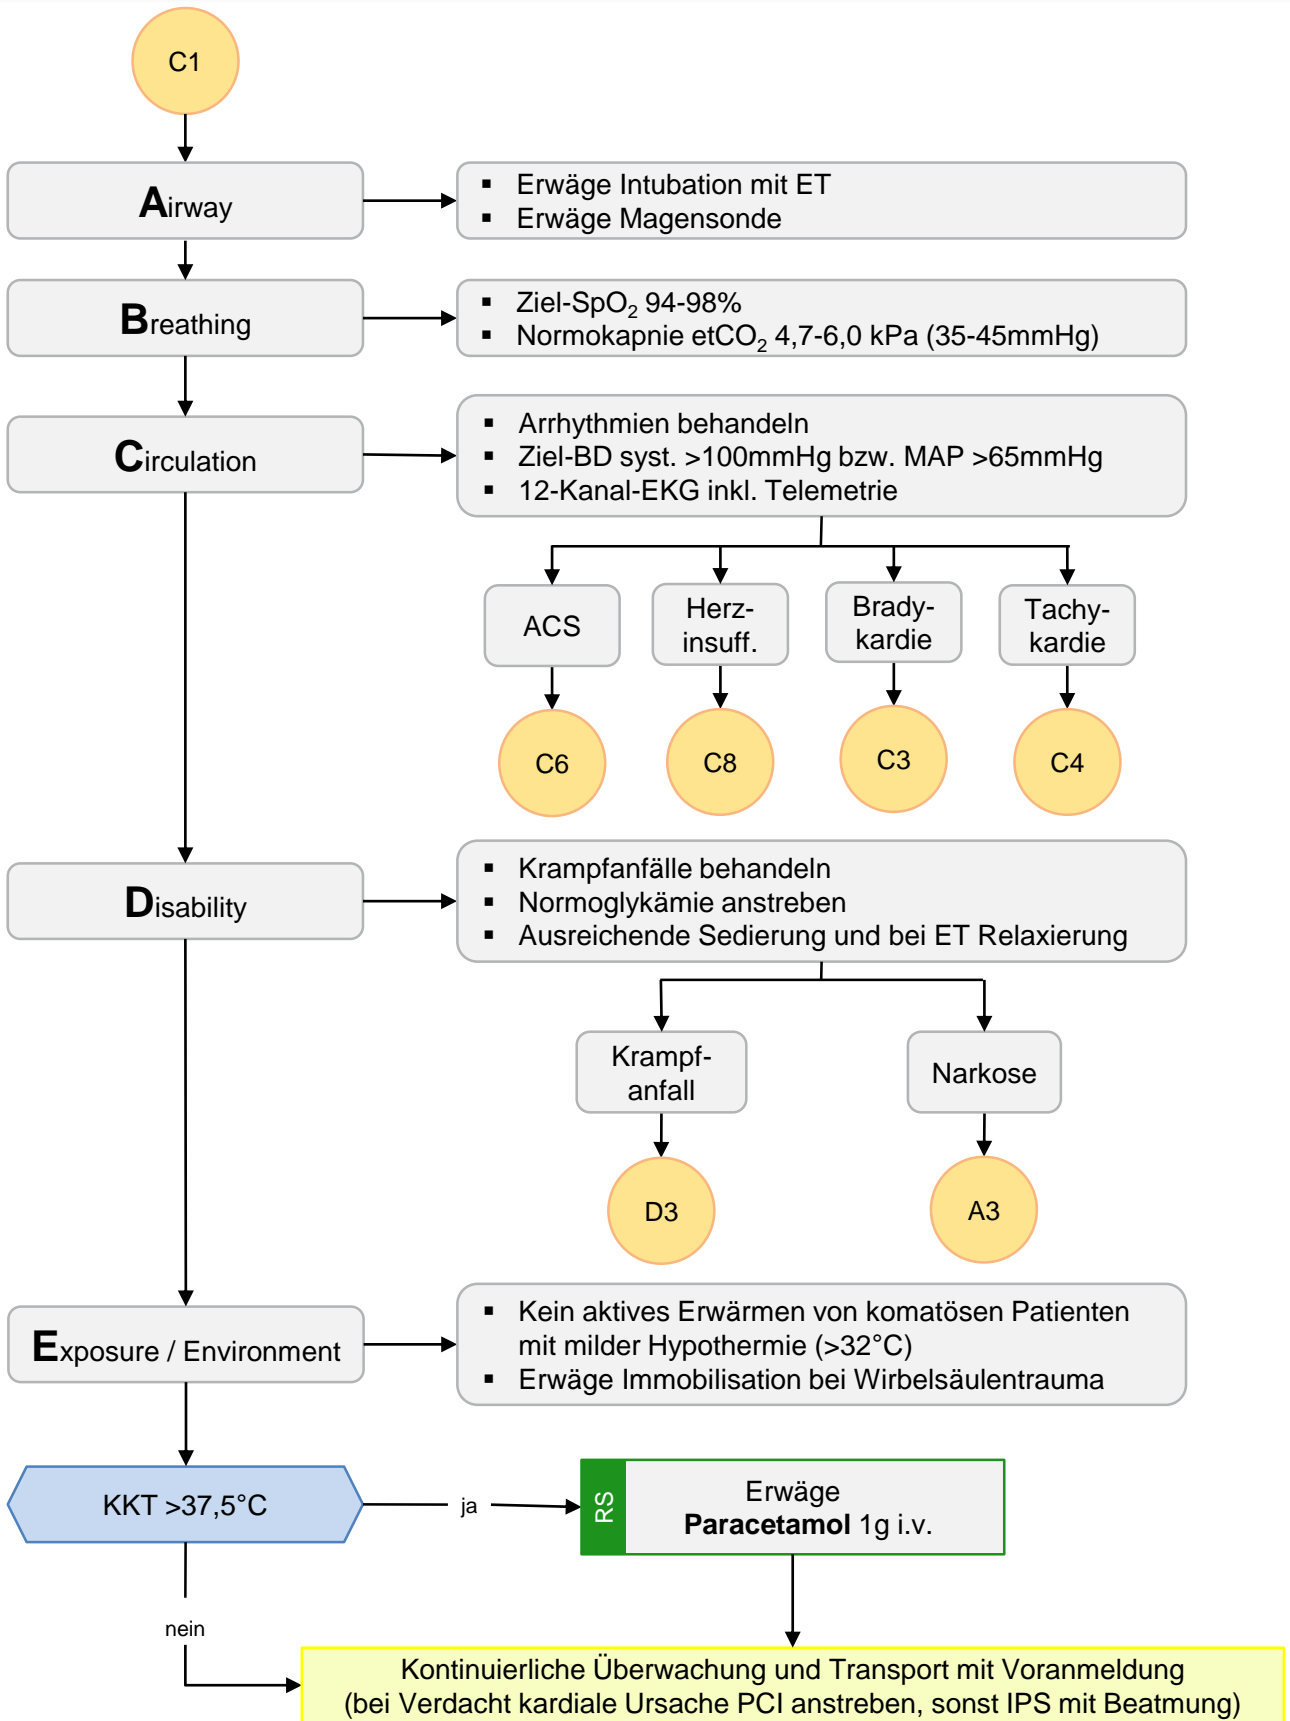 C1
Airway
▪ Erwäge Intubation mit ET
▪ Erwäge Magensonde
Breathing
▪ Ziel-SpO₂ 94-98%
▪ Normokapnie etCO₂ 4,7-6,0 kPa (35-45mmHg)
Circulation
▪ Arrhythmien behandeln
▪ Ziel-BD syst. >100mmHg bzw. MAP >65mmHg
▪ 12-Kanal-EKG inkl. Telemetrie
ACS
Herz-
insuff.
Brady-
kardie
Tachy-
kardie
C6
C8
C3
C4
Disability
▪ Krampfanfälle behandeln
▪ Normoglykämie anstreben
▪ Ausreichende Sedierung und bei ET Relaxierung
Krampf-
anfall
Narkose
D3
A3
Exposure / Environment
▪ Kein aktives Erwärmen von komatösen Patienten
mit milder Hypothermie (>32°C)
▪ Erwäge Immobilisation bei Wirbelsäulentrauma
KKT >37,5°C
ja
RS
Erwäge
Paracetamol 1g i.v.
nein
Kontinuierliche Überwachung und Transport mit Voranmeldung
(bei Verdacht kardiale Ursache PCI anstreben, sonst IPS mit Beatmung)